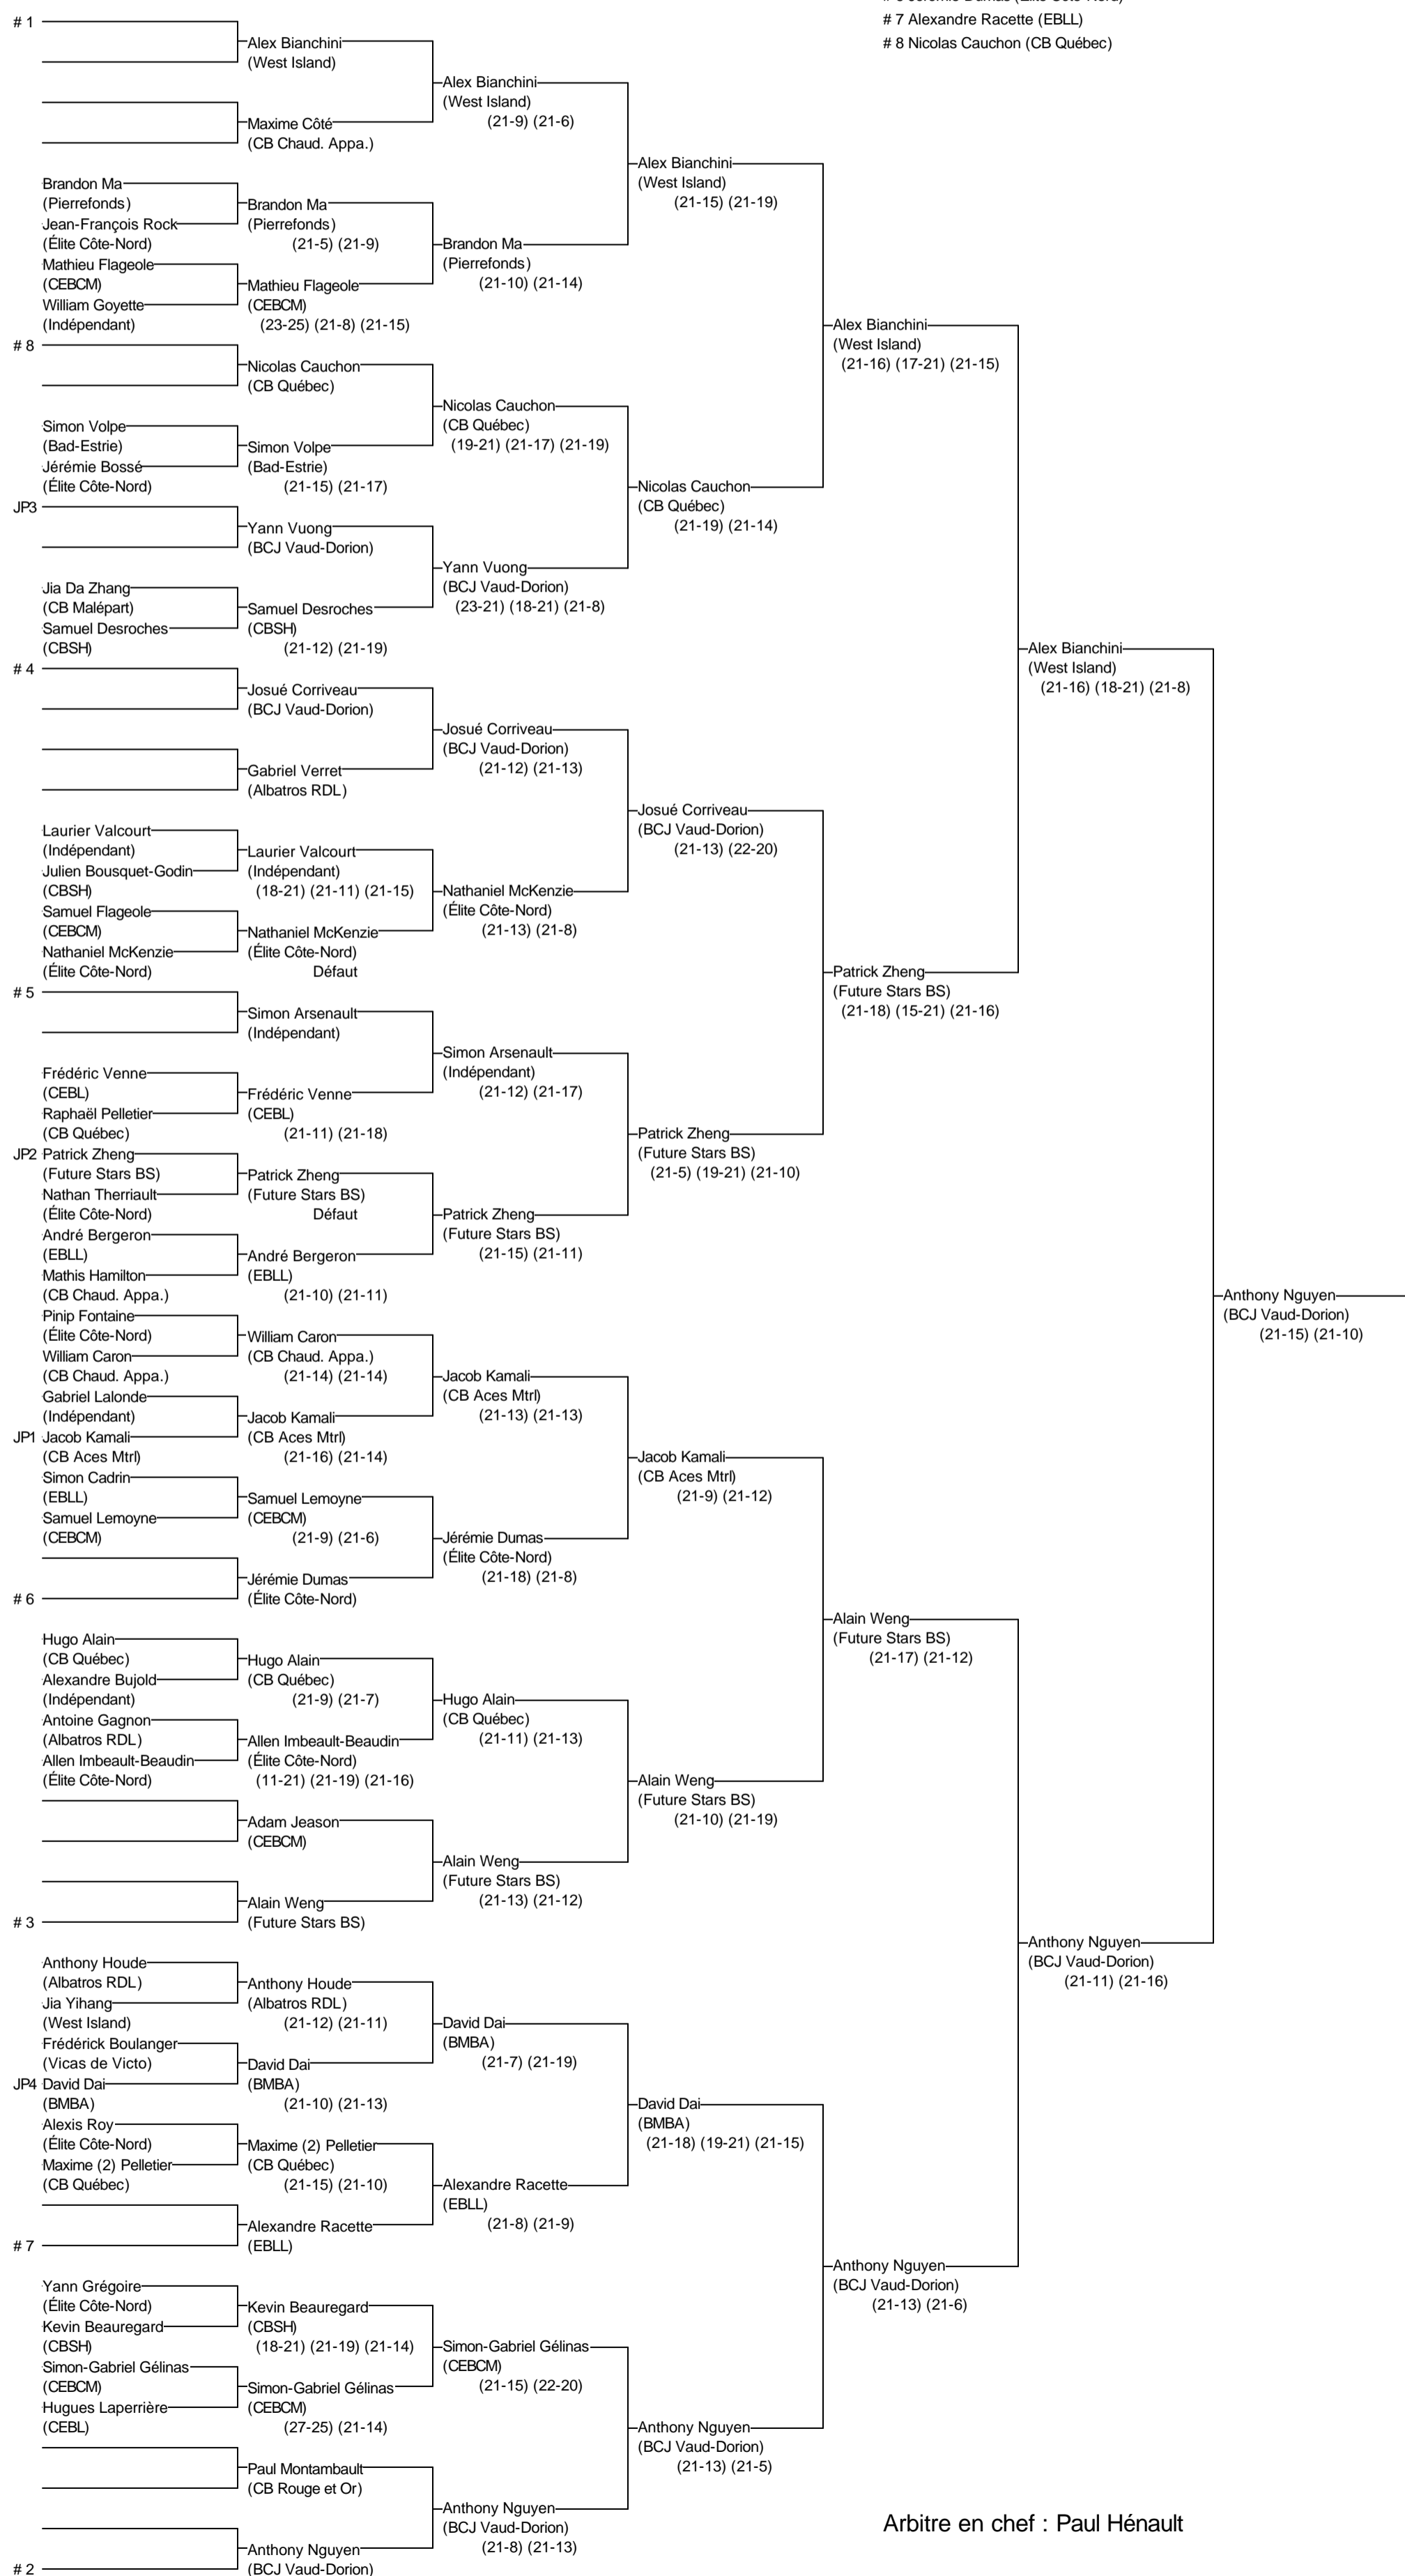 # 7 Alexandre Racette (EBLL)
# 8 Nicolas Cauchon (CB Québec)
# 1
Alex Bianchini
(West Island)
Maxime Côté
(CB Chaud. Appa.)
Alex Bianchini
(West Island)
(21-9) (21-6)
Brandon Ma
(Pierrefonds)
Jean-François Rock
(Élite Côte-Nord)
Brandon Ma
(Pierrefonds)
(21-5) (21-9)
Mathieu Flageole
(CEBCM)
William Goyette
(Indépendant)
Mathieu Flageole
(CEBCM)
(23-25) (21-8) (21-15)
Brandon Ma
(Pierrefonds)
(21-10) (21-14)
Alex Bianchini
(West Island)
(21-15) (21-19)
# 8
Nicolas Cauchon
(CB Québec)
Simon Volpe
(Bad-Estrie)
Jérémie Bossé
(Élite Côte-Nord)
Simon Volpe
(Bad-Estrie)
(21-15) (21-17)
Nicolas Cauchon
(CB Québec)
(19-21) (21-17) (21-19)
JP3
Yann Vuong
(BCJ Vaud-Dorion)
Jia Da Zhang
(CB Malépart)
Samuel Desroches
(CBSH)
Samuel Desroches
(CBSH)
(21-12) (21-19)
Yann Vuong
(BCJ Vaud-Dorion)
(23-21) (18-21) (21-8)
Nicolas Cauchon
(CB Québec)
(21-19) (21-14)
Alex Bianchini
(West Island)
(21-16) (17-21) (21-15)
# 4
Josué Corriveau
(BCJ Vaud-Dorion)
Gabriel Verret
(Albatros RDL)
Josué Corriveau
(BCJ Vaud-Dorion)
(21-12) (21-13)
Laurier Valcourt
(Indépendant)
Julien Bousquet-Godin
(CBSH)
Laurier Valcourt
(Indépendant)
(18-21) (21-11) (21-15)
Samuel Flageole
(CEBCM)
Nathaniel McKenzie
(Élite Côte-Nord)
Nathaniel McKenzie
(Élite Côte-Nord)
Défaut
Nathaniel McKenzie
(Élite Côte-Nord)
(21-13) (21-8)
Josué Corriveau
(BCJ Vaud-Dorion)
(21-13) (22-20)
# 5
Simon Arsenault
(Indépendant)
Frédéric Venne
(CEBL)
Raphaël Pelletier
(CB Québec)
Frédéric Venne
(CEBL)
(21-11) (21-18)
Simon Arsenault
(Indépendant)
(21-12) (21-17)
JP2 Patrick Zheng
(Future Stars BS)
Nathan Therriault
(Élite Côte-Nord)
Patrick Zheng
(Future Stars BS)
Défaut
André Bergeron
(EBLL)
Mathis Hamilton
(CB Chaud. Appa.)
André Bergeron
(EBLL)
(21-10) (21-11)
Patrick Zheng
(Future Stars BS)
(21-15) (21-11)
Patrick Zheng
(Future Stars BS)
(21-5) (19-21) (21-10)
Patrick Zheng
(Future Stars BS)
(21-18) (15-21) (21-16)
Alex Bianchini
(West Island)
(21-16) (18-21) (21-8)
Pinip Fontaine
(Élite Côte-Nord)
William Caron
(CB Chaud. Appa.)
William Caron
(CB Chaud. Appa.)
(21-14) (21-14)
Gabriel Lalonde
(Indépendant)
JP1 Jacob Kamali
(CB Aces Mtrl)
Jacob Kamali
(CB Aces Mtrl)
(21-16) (21-14)
Jacob Kamali
(CB Aces Mtrl)
(21-13) (21-13)
Simon Cadrin
(EBLL)
Samuel Lemoyne
(CEBCM)
Samuel Lemoyne
(CEBCM)
(21-9) (21-6)
# 6
Jérémie Dumas
(Élite Côte-Nord)
Jérémie Dumas
(Élite Côte-Nord)
(21-18) (21-8)
Jacob Kamali
(CB Aces Mtrl)
(21-9) (21-12)
Hugo Alain
(CB Québec)
Alexandre Bujold
(Indépendant)
Hugo Alain
(CB Québec)
(21-9) (21-7)
Antoine Gagnon
(Albatros RDL)
Allen Imbeault-Beaudin
(Élite Côte-Nord)
Allen Imbeault-Beaudin
(Élite Côte-Nord)
(11-21) (21-19) (21-16)
Hugo Alain
(CB Québec)
(21-11) (21-13)
Adam Jeason
(CEBCM)
# 3
Alain Weng
(Future Stars BS)
Alain Weng
(Future Stars BS)
(21-13) (21-12)
Alain Weng
(Future Stars BS)
(21-10) (21-19)
Alain Weng
(Future Stars BS)
(21-17) (21-12)
Anthony Houde
(Albatros RDL)
Jia Yihang
(West Island)
Anthony Houde
(Albatros RDL)
(21-12) (21-11)
Frédérick Boulanger
(Vicas de Victo)
JP4 David Dai
(BMBA)
David Dai
(BMBA)
(21-10) (21-13)
David Dai
(BMBA)
(21-7) (21-19)
Alexis Roy
(Élite Côte-Nord)
Maxime (2) Pelletier
(CB Québec)
Maxime (2) Pelletier
(CB Québec)
(21-15) (21-10)
# 7
Alexandre Racette
(EBLL)
Alexandre Racette
(EBLL)
(21-8) (21-9)
David Dai
(BMBA)
(21-18) (19-21) (21-15)
Yann Grégoire
(Élite Côte-Nord)
Kevin Beauregard
(CBSH)
Kevin Beauregard
(CBSH)
(18-21) (21-19) (21-14)
Simon-Gabriel Gélinas
(CEBCM)
Hugues Laperrière
(CEBL)
Simon-Gabriel Gélinas
(CEBCM)
(27-25) (21-14)
Simon-Gabriel Gélinas
(CEBCM)
(21-15) (22-20)
Paul Montambault
(CB Rouge et Or)
# 2
Anthony Nguyen
(BCJ Vaud-Dorion)
Anthony Nguyen
(BCJ Vaud-Dorion)
(21-8) (21-13)
Anthony Nguyen
(BCJ Vaud-Dorion)
(21-13) (21-5)
Anthony Nguyen
(BCJ Vaud-Dorion)
(21-13) (21-6)
Anthony Nguyen
(BCJ Vaud-Dorion)
(21-11) (21-16)
Anthony Nguyen
(BCJ Vaud-Dorion)
(21-15) (21-10)
Arbitre en chef : Paul Hénault